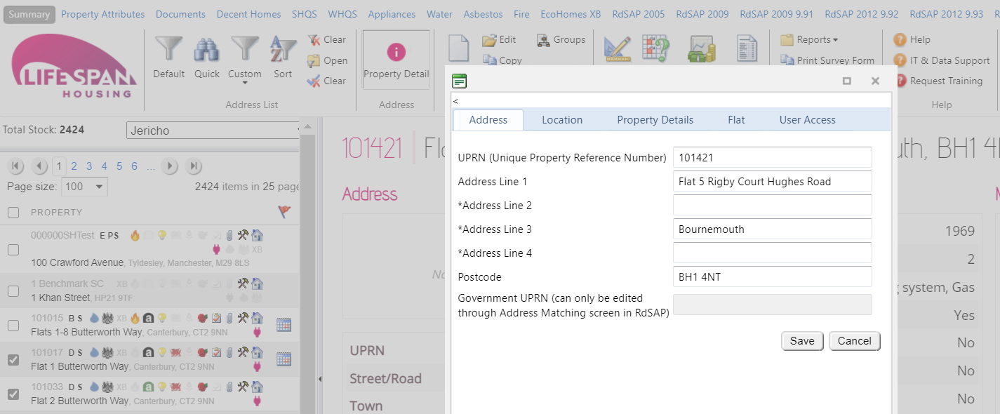 Summary Property Attributes Documents Decent Homes SHQS WHQS Appliances Water Asbestos Fire EcoHomes XB RdSAP 2005 RdSAP 2009 RdSAP 2009 9.91 RdSAP 2012 9.92 RdSAP 2012 9.93 R
LIFESPAN
HOUSING
Default Quick Custom Sort
Clear
Open
Clear
Address List
Property Detail
Address
Edit
Copy
Groups
Reports
Print Survey Form
Help
IT & Data Support
Request Training
Help
Total Stock: 2424
Jericho
1 2 3 4 5 6 ...
Page size: 100
2424 items in 25 page
PROPERTY
000000SHTest E P S
XB
100 Crawford Avenue, Tyldesley, Manchester, M29 8LS
1 Benchmark SC XB
1 Khan Street, HP21 9TF
101015 B S XB a
Flats 1-8 Butterworth Way, Canterbury, CT2 9NN
101017 D S XB a
Flat 1 Butterworth Way, Canterbury, CT2 9NN
101033 D S XB a
Flat 2 Butterworth Way, Canterbury, CT2 9NN
101421 Fl
uth, BH1 4
Address
No
UPRN
Street/Road
Town
<
Address Location Property Details Flat User Access
UPRN (Unique Property Reference Number) 101421
Address Line 1 Flat 5 Rigby Court Hughes Road
*Address Line 2
*Address Line 3 Bournemouth
*Address Line 4
Postcode BH1 4NT
Government UPRN (can only be edited
through Address Matching screen in RdSAP)
Save Cancel
1969
2
g system, Gas
Yes
No
No
No